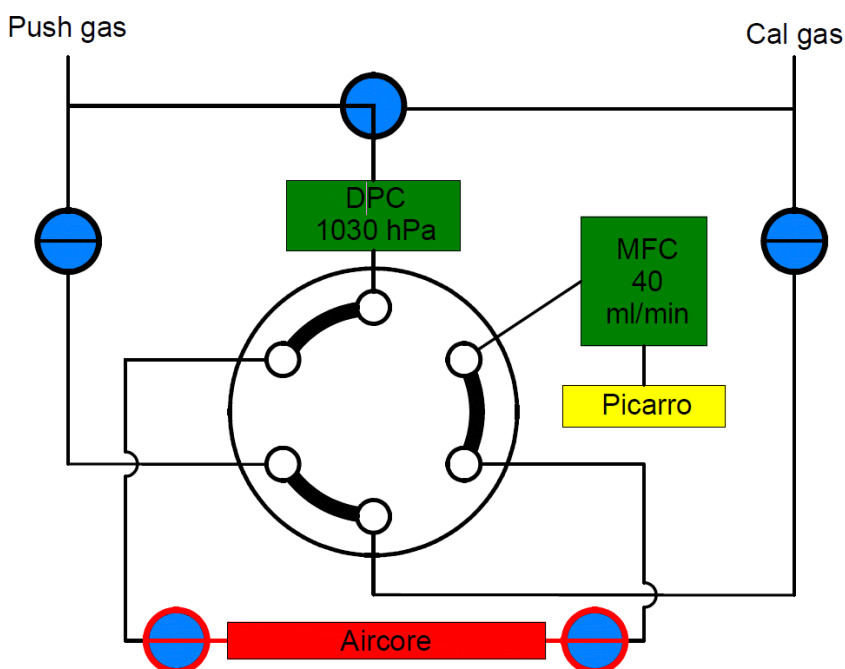 Push gas
Cal gas
DPC
1030 hPa
MFC
40
ml/min
Picarro
Aircore